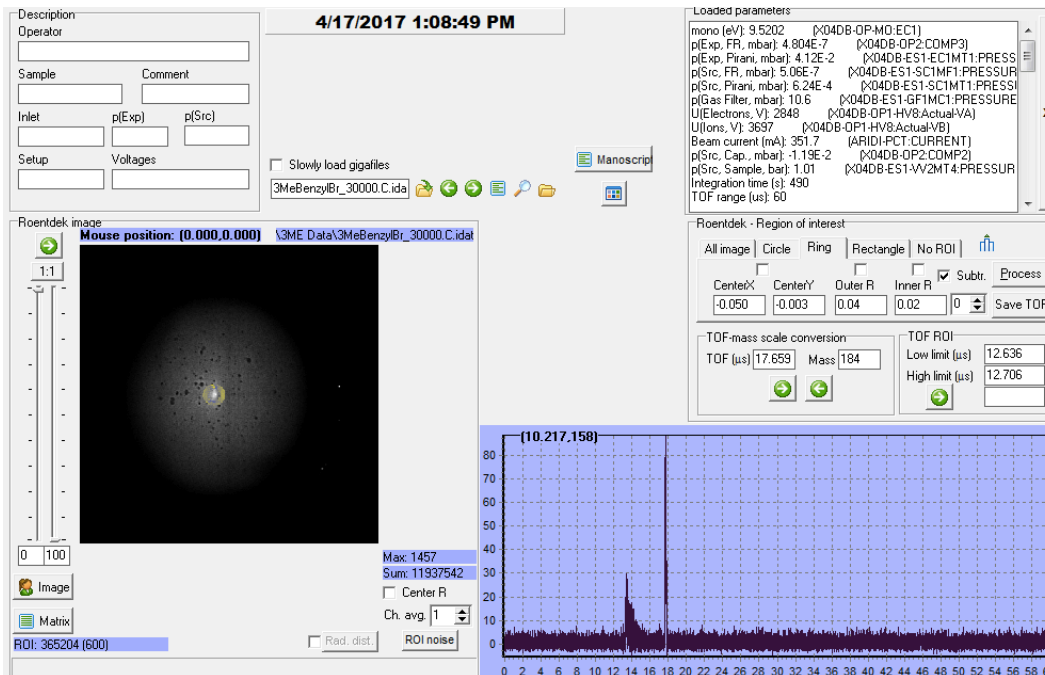 Description
Operator
Sample Comment
Inlet p(Exp) p(Src)
Setup Voltages
4/17/2017 1:08:49 PM
Slowly load gigafiles
3MeBenzylBr_30000.C.ida
Manoscript
Loaded parameters
mono (eV): 9.5202 (X04DB-OP-MO:EC1)
p(Exp, FR, mbar): 4.804E-7 (X04DB-OP2:COMP3)
p(Exp, Pirani, mbar): 4.12E-2 (X04DB-ES1-EC1MT1:PRESS
p(Src, FR, mbar): 5.06E-7 (X04DB-ES1-SC1MF1:PRESSUR
p(Src, Pirani, mbar): 6.24E-4 (X04DB-ES1-SC1MT1:PRESSI
p(Gas Filter, mbar): 10.6 (X04DB-ES1-GF1MC1:PRESSURE
U(Electrons, V): 2848 (X04DB-OP1-HV8:Actual-VA)
U(Ions, V): 3697 (X04DB-OP1-HV8:Actual-VB)
Beam current (mA): 351.7 (ARIDI-PCT:CURRENT)
p(Src, Cap., mbar): -1.19E-2 (X04DB-OP2:COMP2)
p(Src, Sample, bar): 1.01 (X04DB-ES1-VV2MT4:PRESSUR
Integration time (s): 490
TOF range (us): 60
Roentdek image
Mouse position: (0.000,0.000) \3ME Data\3MeBenzylBr_30000.C.idat
1:1
0 100
Image
Matrix
ROI: 365204 (600)
Max: 1457
Sum: 11937542
Center R
Ch. avg. 1
Rad. dist. ROI noise
Roentdek - Region of interest
All image Circle Ring Rectangle No ROI
CenterX CenterY Outer R Inner R Subtr. Process
-0.050 -0.003 0.04 0.02 0 Save TOF
TOF-mass scale conversion
TOF (µs) 17.659 Mass 184
TOF ROI
Low limit (µs) 12.636
High limit (µs) 12.706
(10.217,158)
80
70
60
50
40
30
20
10
0
0 2 4 6 8 10 12 14 16 18 20 22 24 26 28 30 32 34 36 38 40 42 44 46 48 50 52 54 56 58